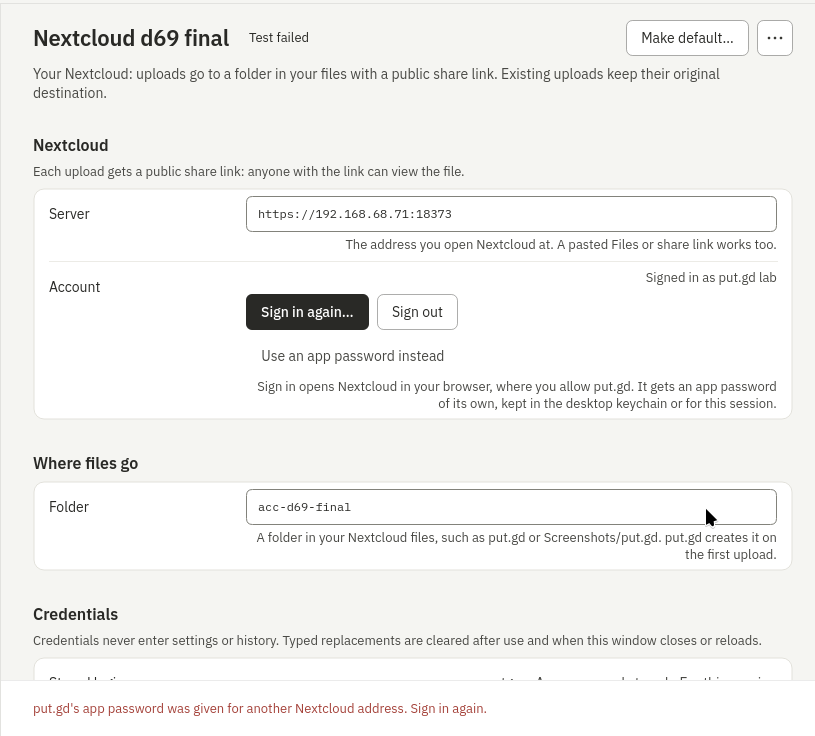 Nextcloud d69 final
Test failed
Make default...
...
Your Nextcloud: uploads go to a folder in your files with a public share link. Existing uploads keep their original
destination.
Nextcloud
Each upload gets a public share link: anyone with the link can view the file.
Server
https://192.168.68.71:18373
The address you open Nextcloud at. A pasted Files or share link works too.
Account
Signed in as put.gd lab
Sign in again...
Sign out
Use an app password instead
Sign in opens Nextcloud in your browser, where you allow put.gd. It gets an app password
of its own, kept in the desktop keychain or for this session.
Where files go
Folder
acc-d69-final
A folder in your Nextcloud files, such as put.gd or Screenshots/put.gd. put.gd creates it on
the first upload.
Credentials
Credentials never enter settings or history. Typed replacements are cleared after use and when this window closes or reloads.
put.gd's app password was given for another Nextcloud address. Sign in again.